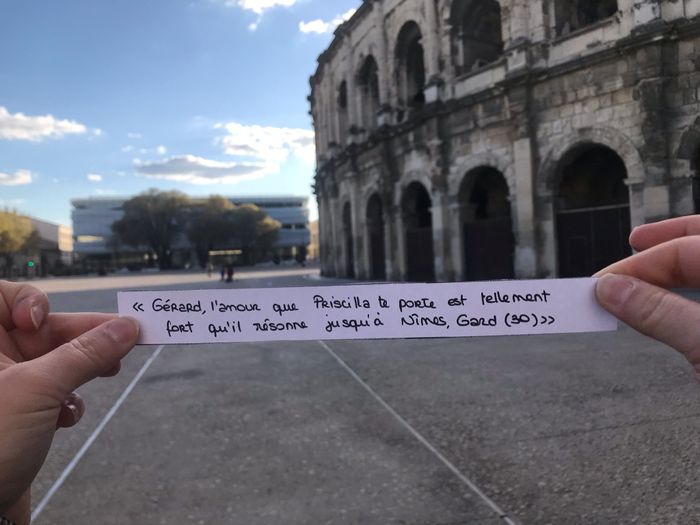 « Gérard, l'amour que Priscilla te porte est tellement
fort qu'il résonne jusqu'à Nîmes, Gard (30)»